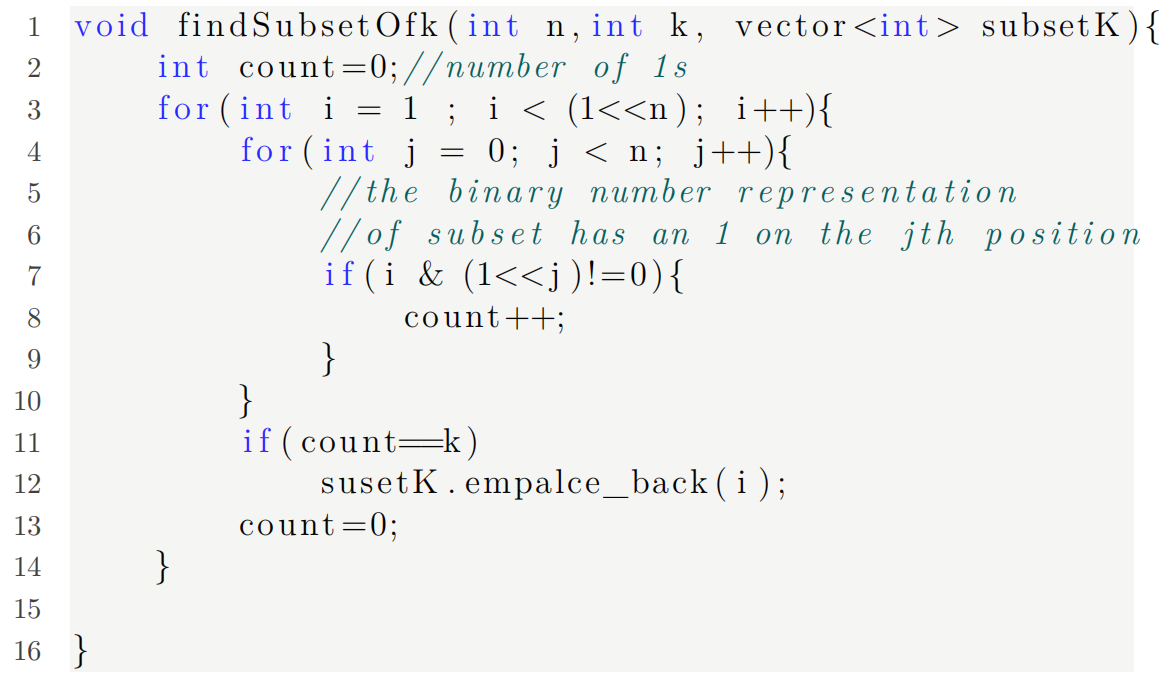 1 void findSubsetOfk(int n,int k, vector<int> subsetK){
2 int count=0;//number of 1s
3 for(int i = 1 ; i < (1<<n); i++){
4 for(int j = 0; j < n; j++){
5 //the binary number representation
6 //of subset has an 1 on the jth position
7 if(i & (1<<j)!=0){
8 count++;
9 }
10 }
11 if(count==k)
12 susetK.empalce_back(i);
13 count=0;
14 }
15
16 }